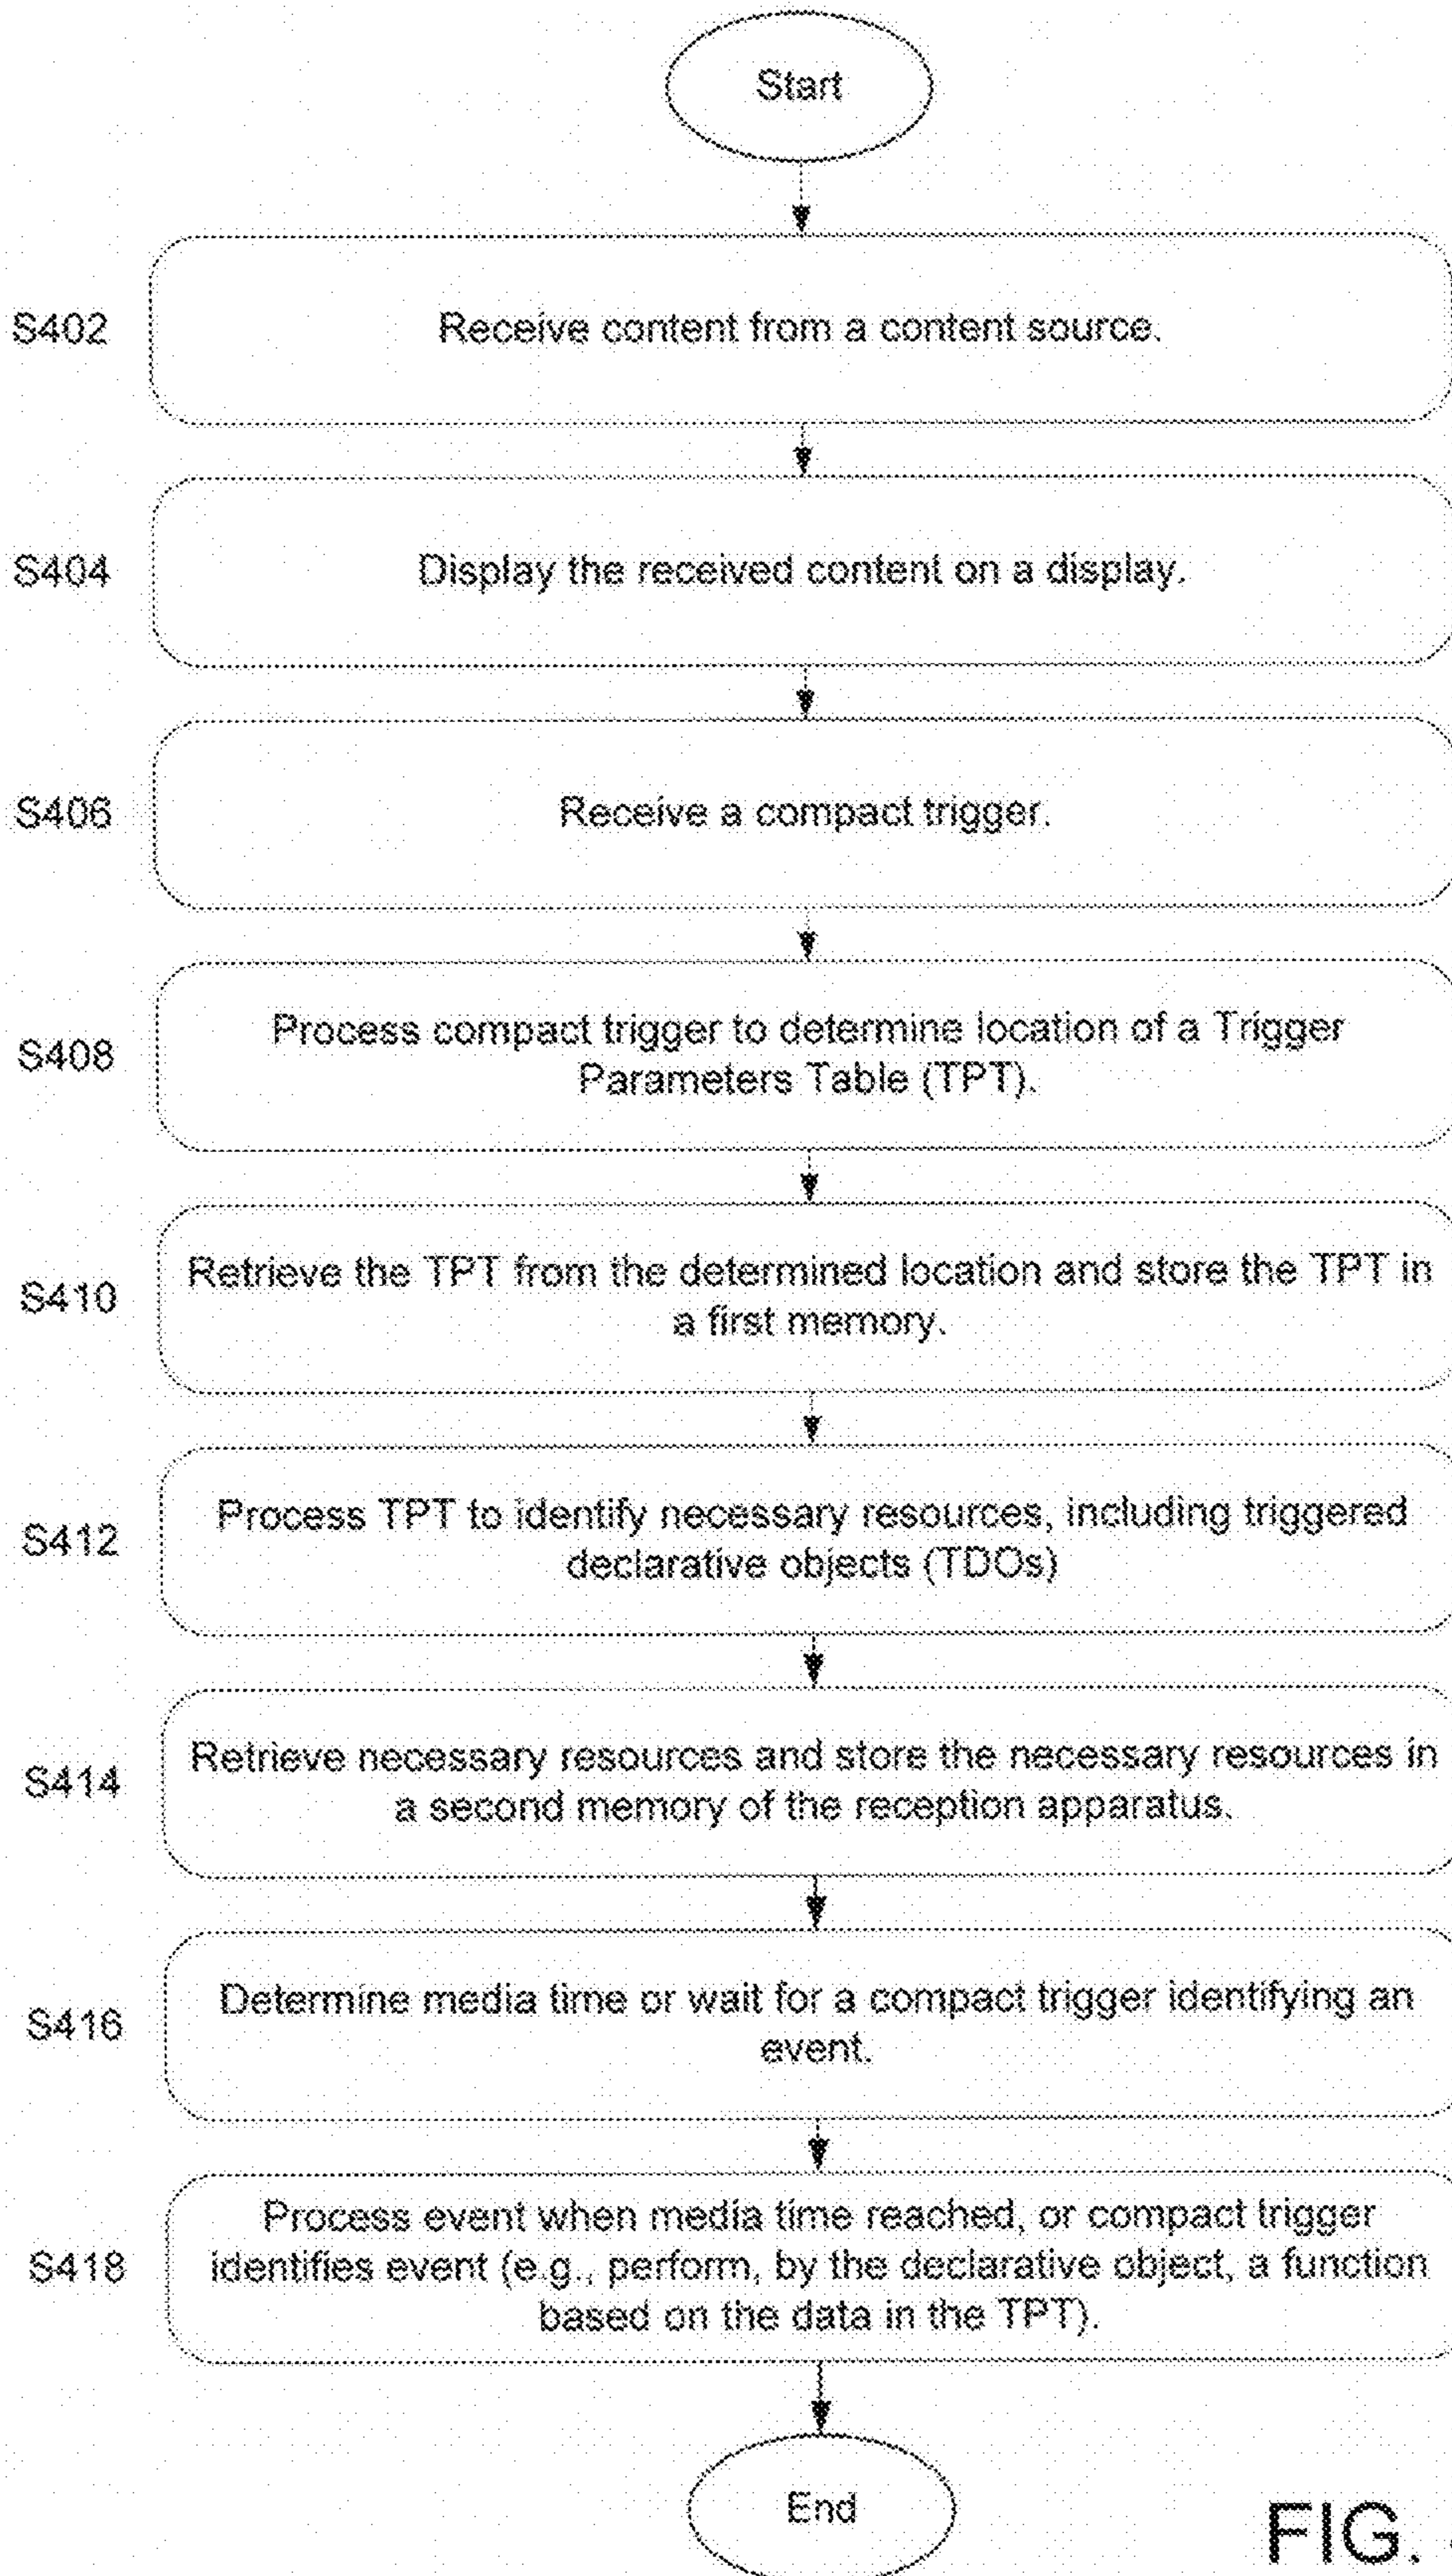 Start
S402
Receive content from a content source.
S404
Display the received content on a display.
S406
Receive a compact trigger.
S408
Process compact trigger to determine location of a Trigger
Parameters Table (TPT).
S410
Retrieve the TPT from the determined location and store the TPT in
a first memory.
S412
Process TPT to identify necessary resources, including triggered
declarative objects (TDOs)
S414
Retrieve necessary resources and store the necessary resources in
a second memory of the reception apparatus.
S416
Determine media time or wait for a compact trigger identifying an
event.
S418
Process event when media time reached, or compact trigger
identifies event (e.g., perform, by the declarative object, a function
based on the data in the TPT).
End
FIG.